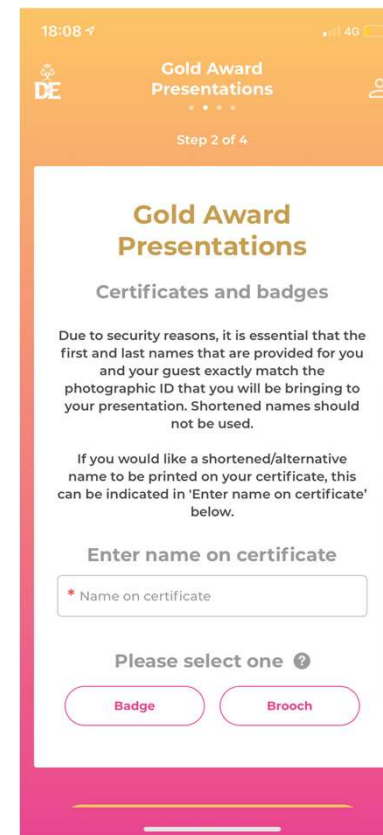 18:08
4G
DE
Gold Award
Presentations
Step 2 of 4
Gold Award
Presentations
Certificates and badges
Due to security reasons, it is essential that the
first and last names that are provided for you
and your guest exactly match the
photographic ID that you will be bringing to
your presentation. Shortened names should
not be used.
If you would like a shortened/alternative
name to be printed on your certificate, this
can be indicated in 'Enter name on certificate'
below.
Enter name on certificate
* Name on certificate
Please select one ?
Badge Brooch